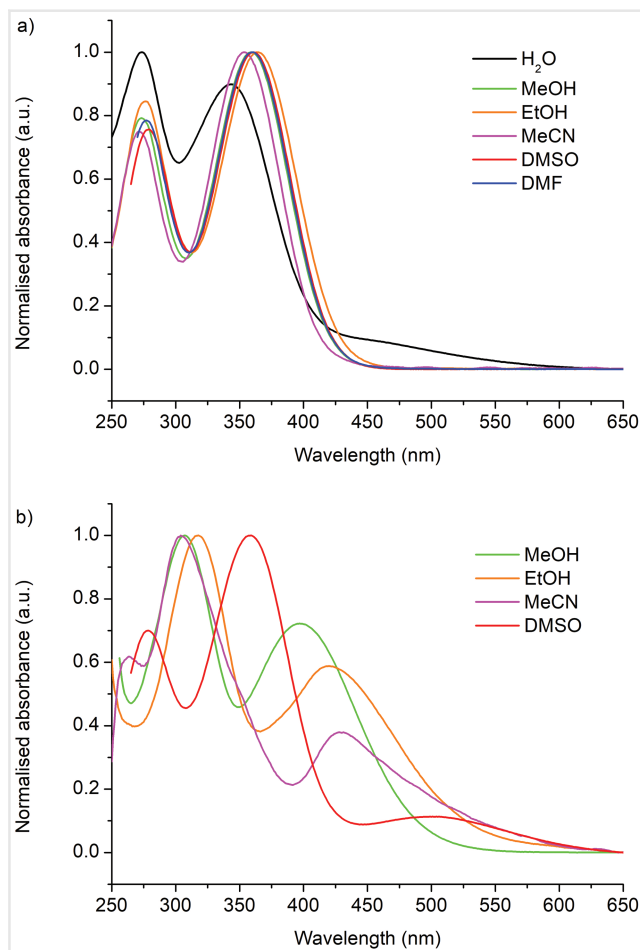 a)
H₂O
MeOH
EtOH
MeCN
DMSO
DMF
Normalised absorbance (a.u.)
1.0
0.8
0.6
0.4
0.2
0.0
250 300 350 400 450 500 550 600 650
Wavelength (nm)
b)
MeOH
EtOH
MeCN
DMSO
Normalised absorbance (a.u.)
1.0
0.8
0.6
0.4
0.2
0.0
250 300 350 400 450 500 550 600 650
Wavelength (nm)